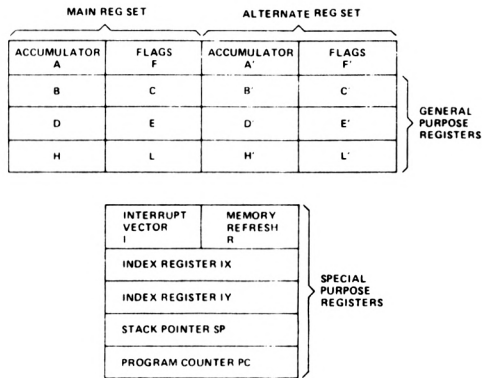 MAIN REG SET ALTERNATE REG SET
ACCUMULATOR FLAGS ACCUMULATOR FLAGS
A F A' F'
B C B' C'
D E D' E'
H L H' L'
GENERAL
PURPOSE
REGISTERS
INTERRUPT MEMORY
VECTOR REFRESH
I R
INDEX REGISTER IX
INDEX REGISTER IY
STACK POINTER SP
PROGRAM COUNTER PC
SPECIAL
PURPOSE
REGISTERS